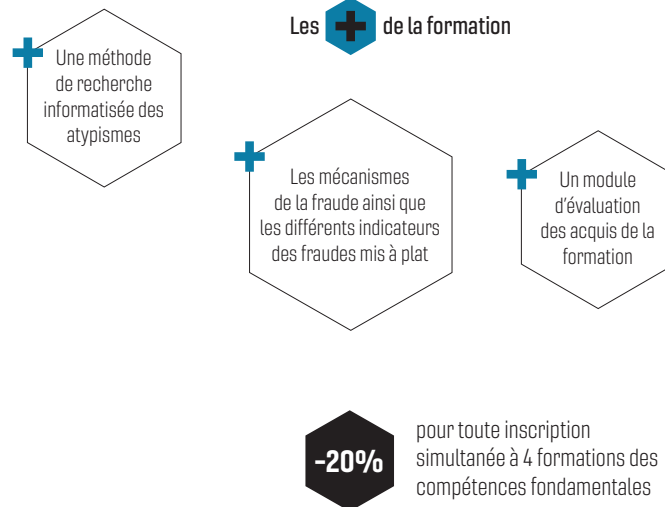 Les + de la formation
Une méthode
de recherche
informatisée des
atypismes
Les mécanismes
de la fraude ainsi que
les différents indicateurs
des fraudes mis à plat
Un module
d'évaluation
des acquis de la
formation
-20%
pour toute inscription
simultanée à 4 formations des
compétences fondamentales